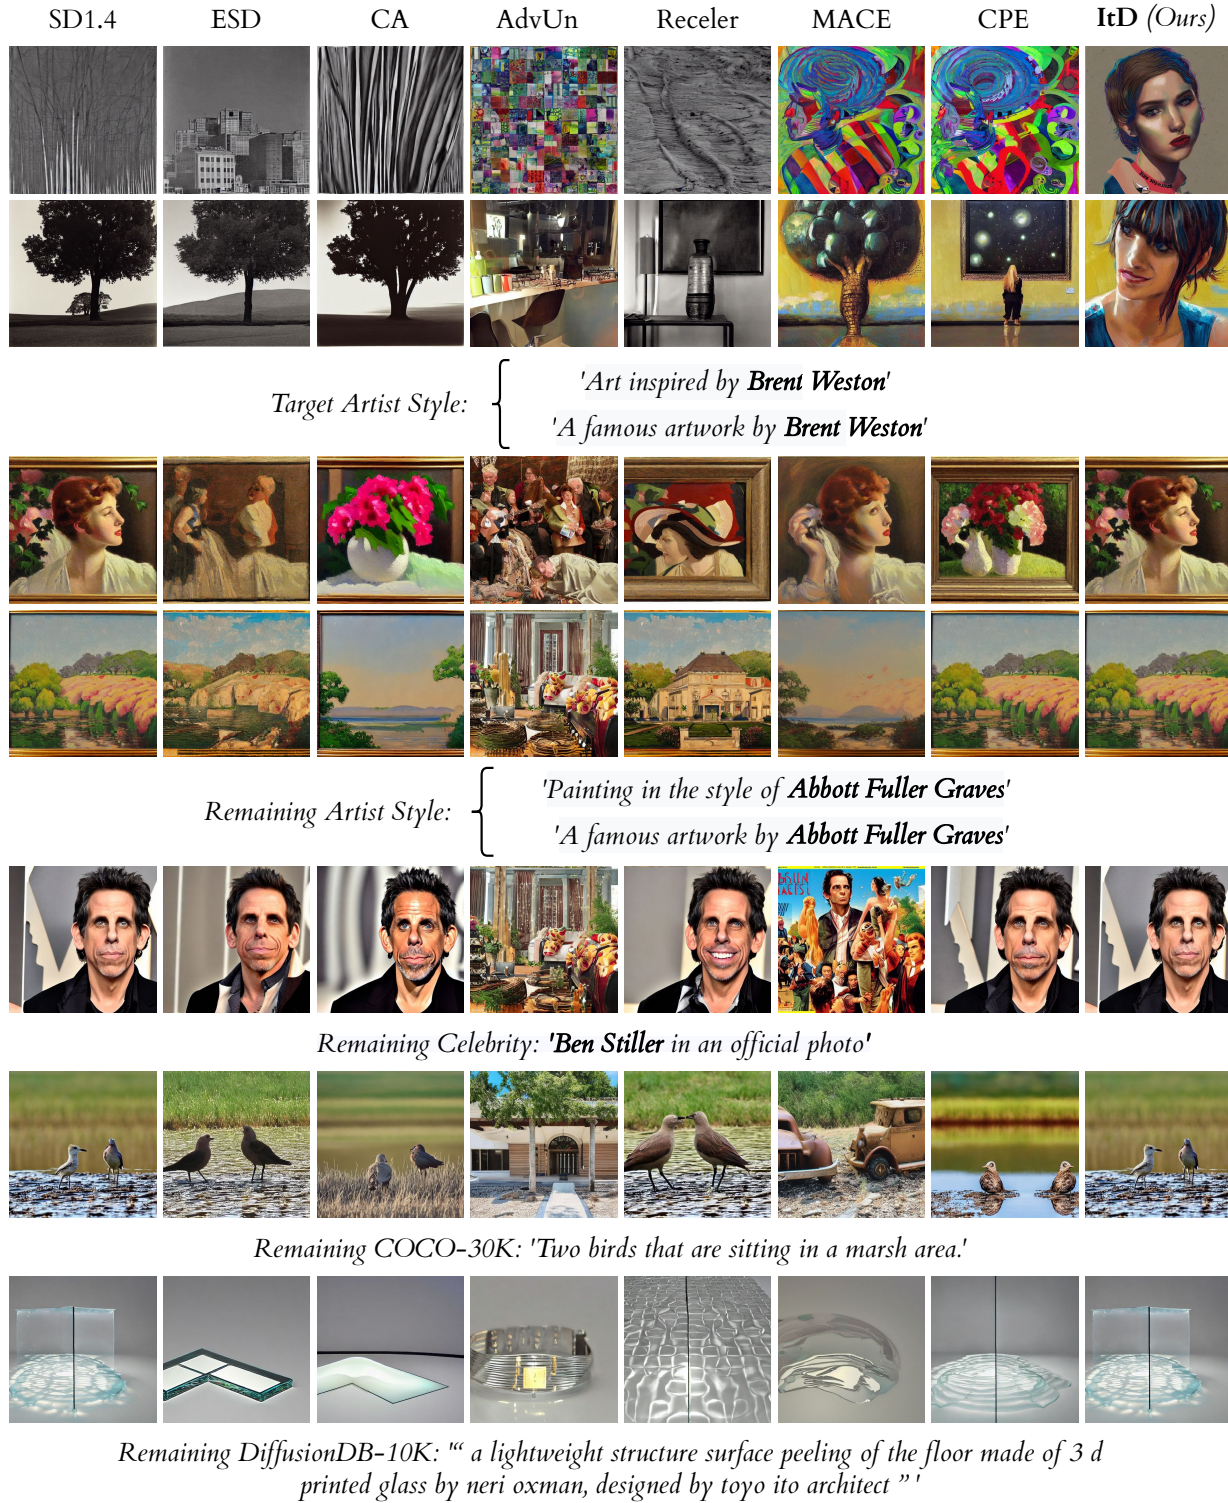 SD1.4 ESD CA AdvUn Receler MACE CPE ItD (Ours)
Target Artist Style:
'Art inspired by Brent Weston'
'A famous artwork by Brent Weston'
Remaining Artist Style:
'Painting in the style of Abbott Fuller Graves'
'A famous artwork by Abbott Fuller Graves'
Remaining Celebrity: 'Ben Stiller in an official photo'
Remaining COCO-30K: 'Two birds that are sitting in a marsh area.'
Remaining DiffusionDB-10K: '“ a lightweight structure surface peeling of the floor made of 3 d
printed glass by neri oxman, designed by toyo ito architect ” '